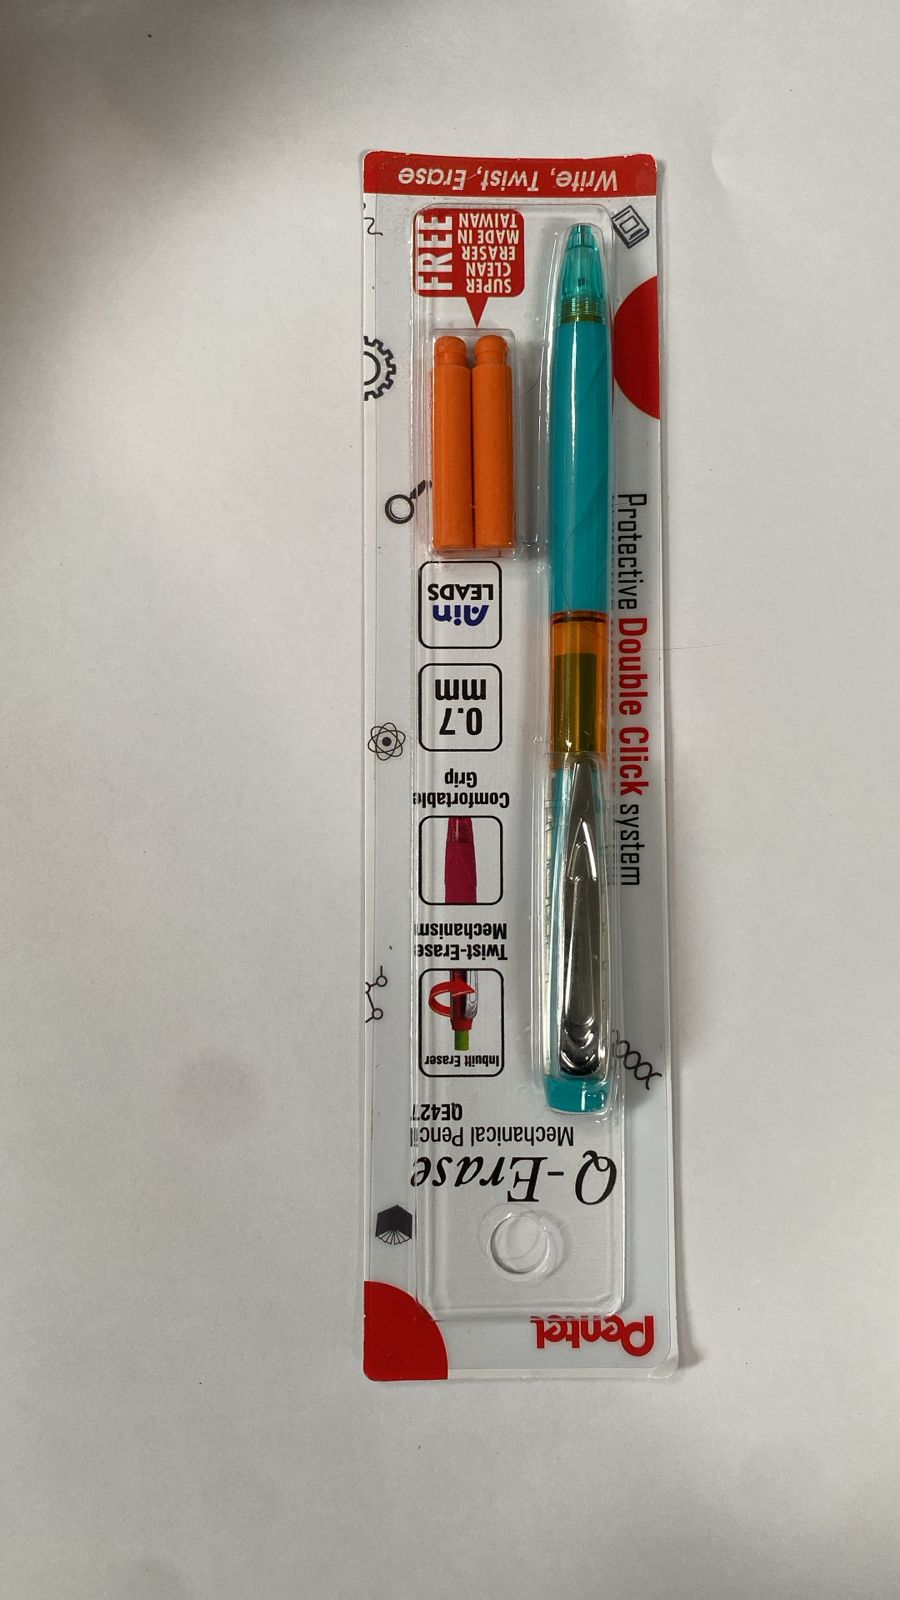 Pentel
Q-Erase
Mechanical Pencil
QE427
Inbuilt Eraser
Twist-Erase
Mechanism
Comfortable
Grip
0.7
mm
Ain
LEADS
SUPER
CLEAN
ERASER
MADE IN
TAIWAN
FREE
Write, Twist, Erase
Protective Double Click system